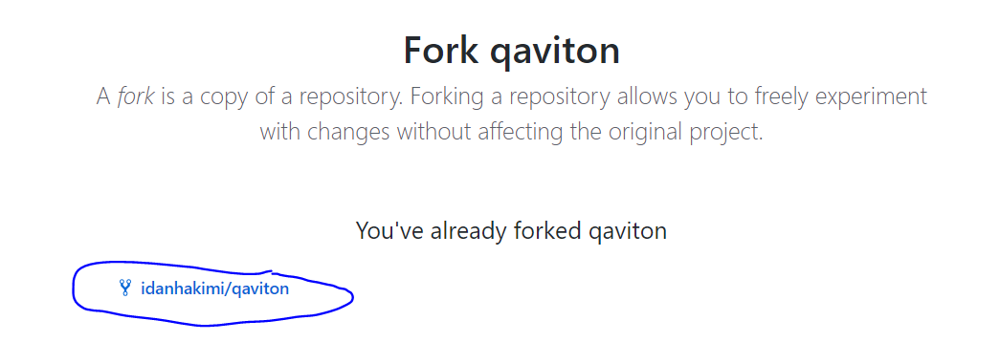 Fork qaviton
A fork is a copy of a repository. Forking a repository allows you to freely experiment
with changes without affecting the original project.
You've already forked qaviton
idanhakimi/qaviton